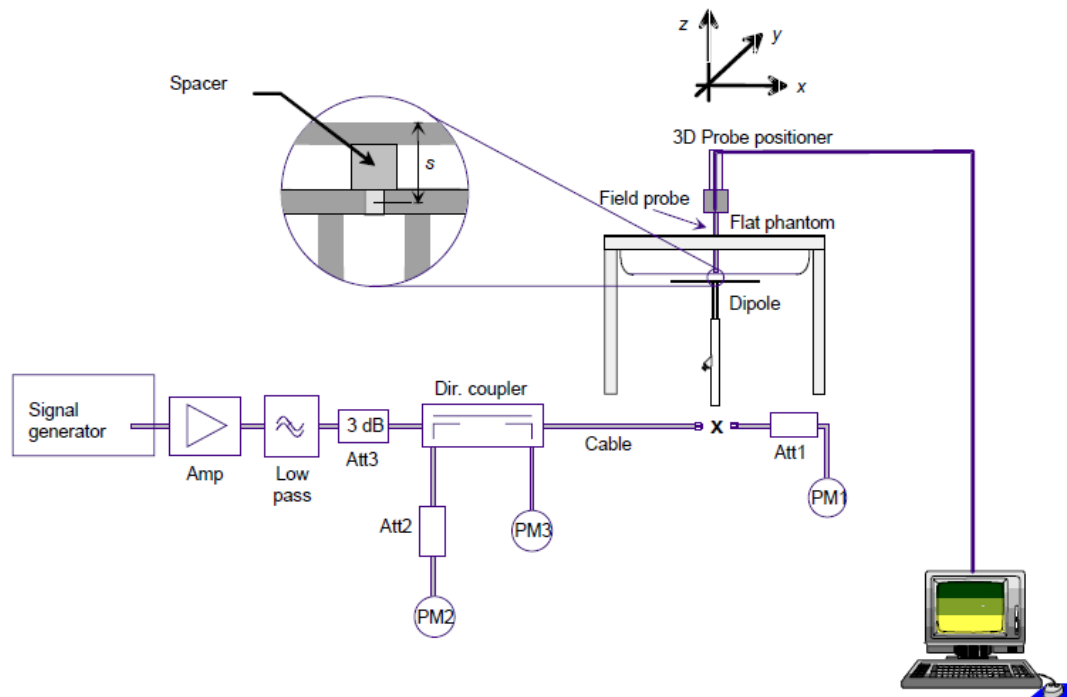 z
y
x
Spacer
s
3D Probe positioner
Field probe
Flat phantom
Dipole
Signal
generator
Amp
Low
pass
3 dB
Att3
Dir. coupler
Cable
X
Att1
PM1
Att2
PM3
PM2